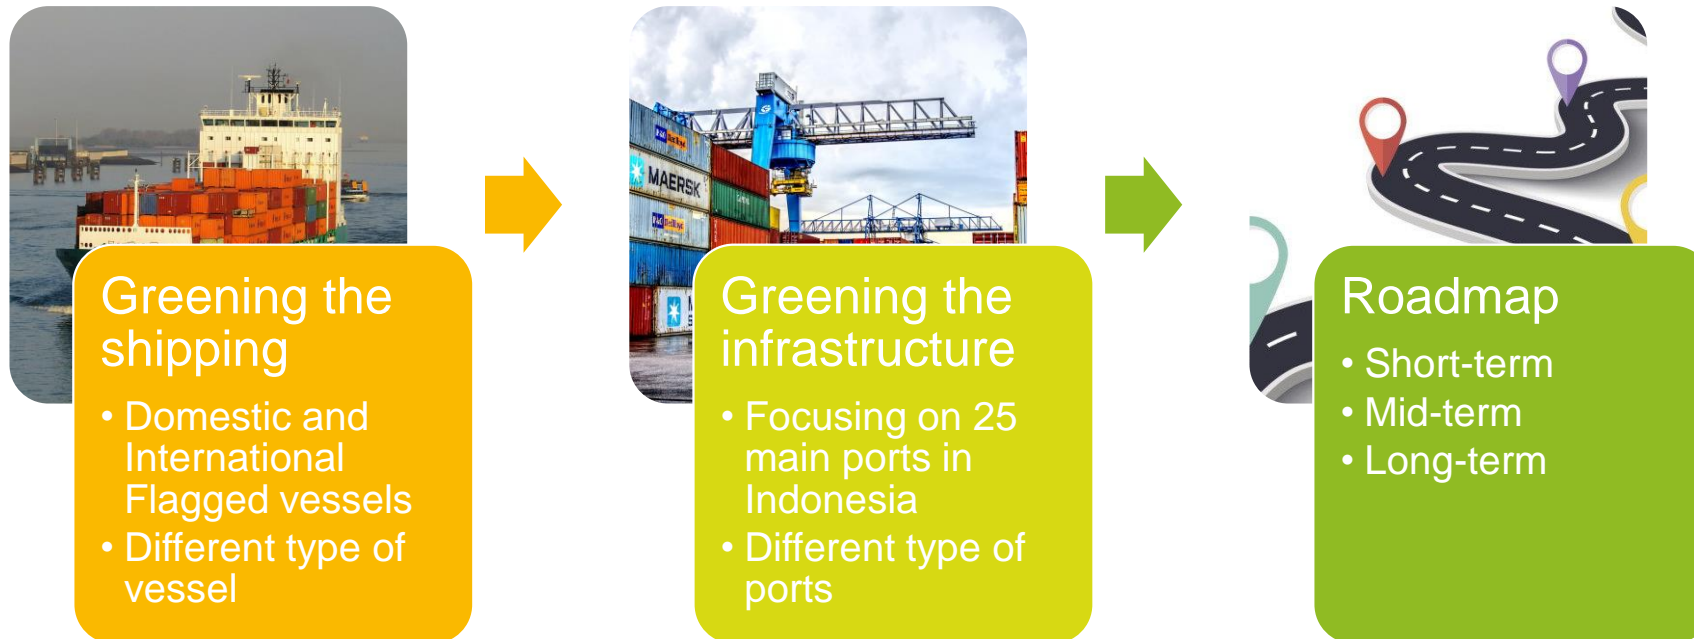 MAERSK
Greening the
shipping
• Domestic and
International
Flagged vessels
• Different type of
vessel
Greening the
infrastructure
• Focusing on 25
main ports in
Indonesia
• Different type of
ports
Roadmap
• Short-term
• Mid-term
• Long-term